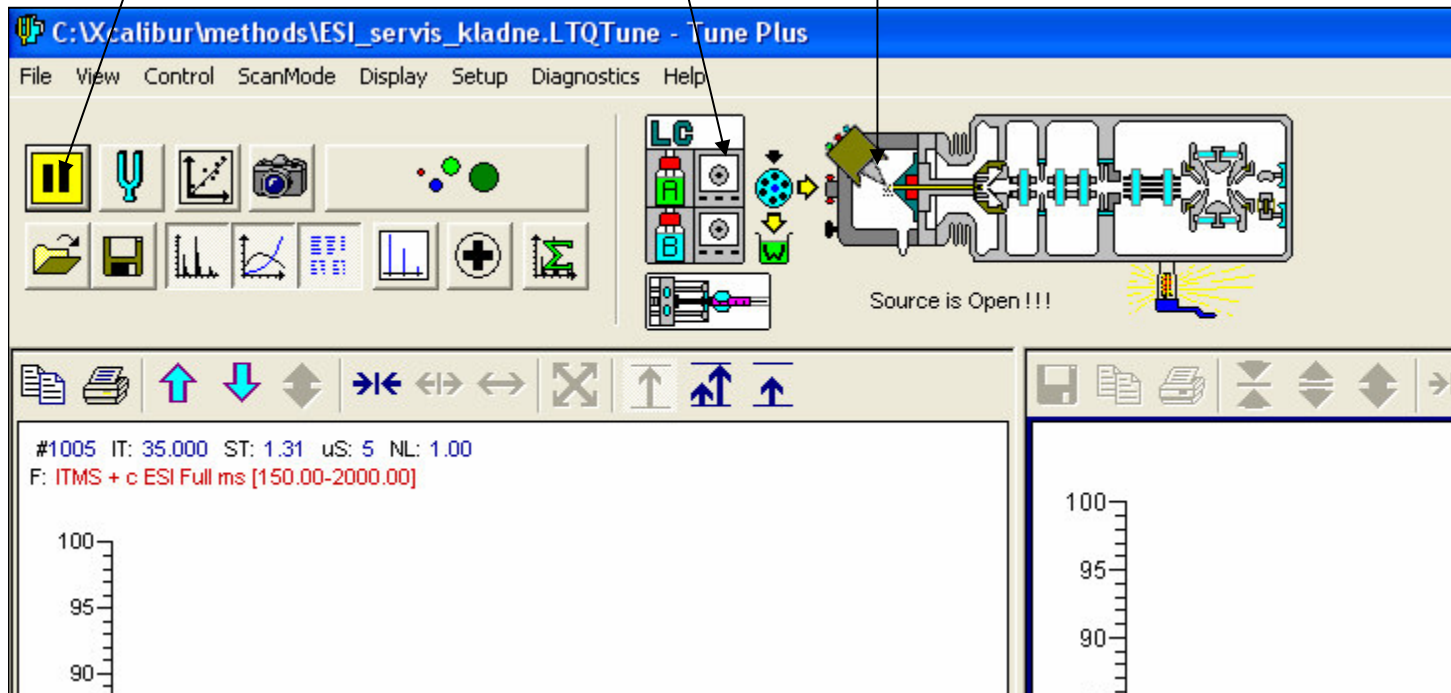 C:\Xcalibur\methods\ESI_servis_kladne.LTQTune - Tune Plus
File View Control ScanMode Display Setup Diagnostics Help
LC
A
B
W
Source is Open !!!
#1005 IT: 35.000 ST: 1.31 uS: 5 NL: 1.00
F: ITMS + c ESI Full ms [150.00-2000.00]
100
95
90
100
95
90